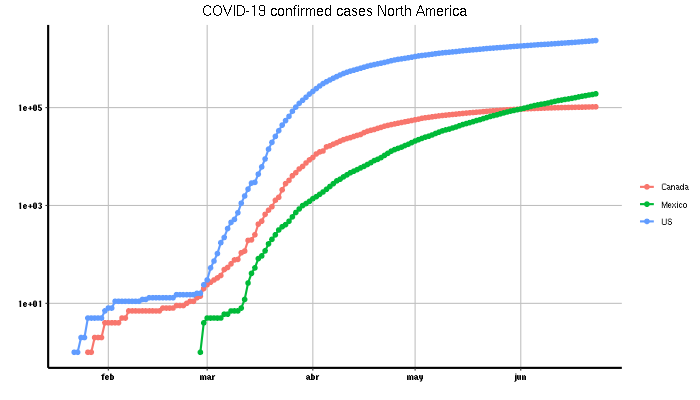 COVID-19 confirmed cases North America
1e+05
1e+03
1e+01
feb
mar
abr
may
jun
Canada
Mexico
US